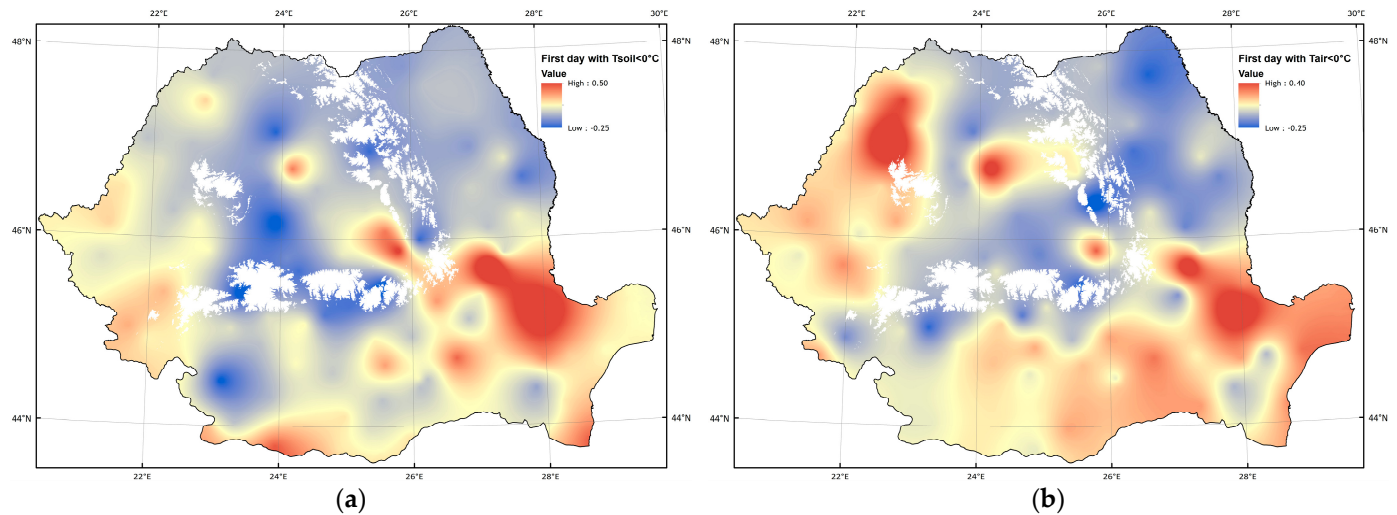 22°E 24°E 26°E 28°E 30°E
48°N 48°N
First day with Tsoil<0°C
Value
High : 0.50
Low : -0.25
46°N 46°N
44°N 44°N
22°E 24°E 26°E 28°E
(a)
22°E 24°E 26°E 28°E 30°E
48°N 48°N
First day with Tair<0°C
Value
High : 0.40
Low : -0.25
46°N 46°N
44°N 44°N
22°E 24°E 26°E 28°E
(b)